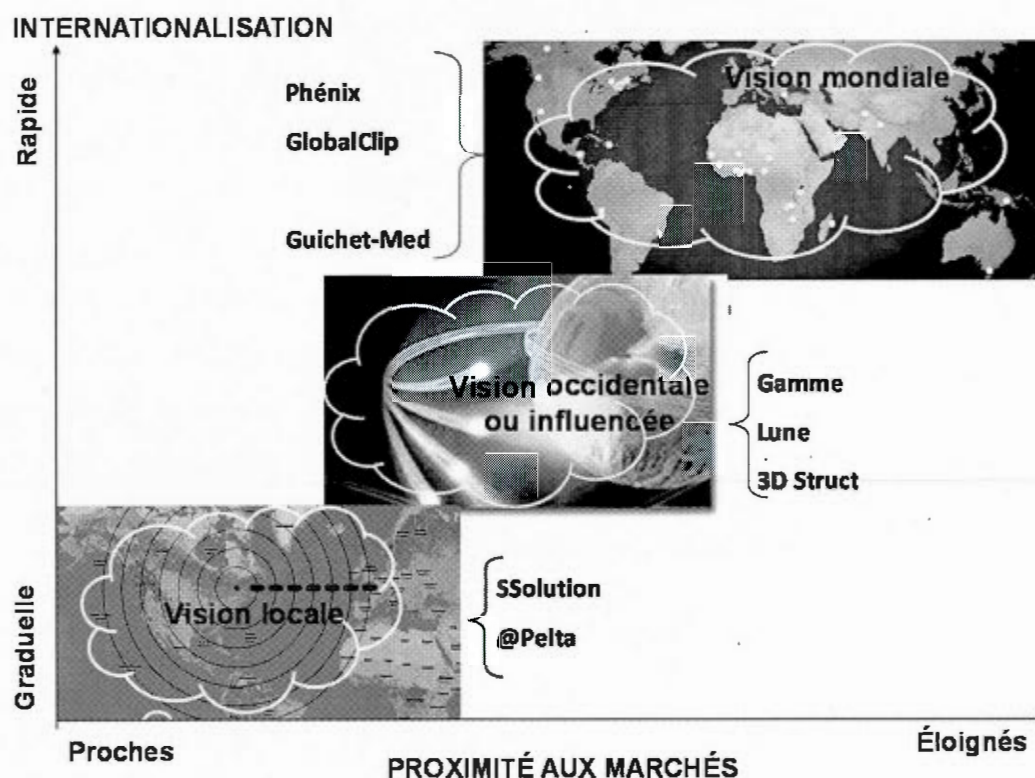 INTERNATIONALISATION
Rapide
Phénix
GlobalClip
Guichet-Med
Vision mondiale
Vision occidentale
ou influencée
Gamme
Lune
3D Struct
Vision locale
SSolution
@Pelta
Graduelle
Proches
Éloignés
PROXIMITÉ AUX MARCHÉS